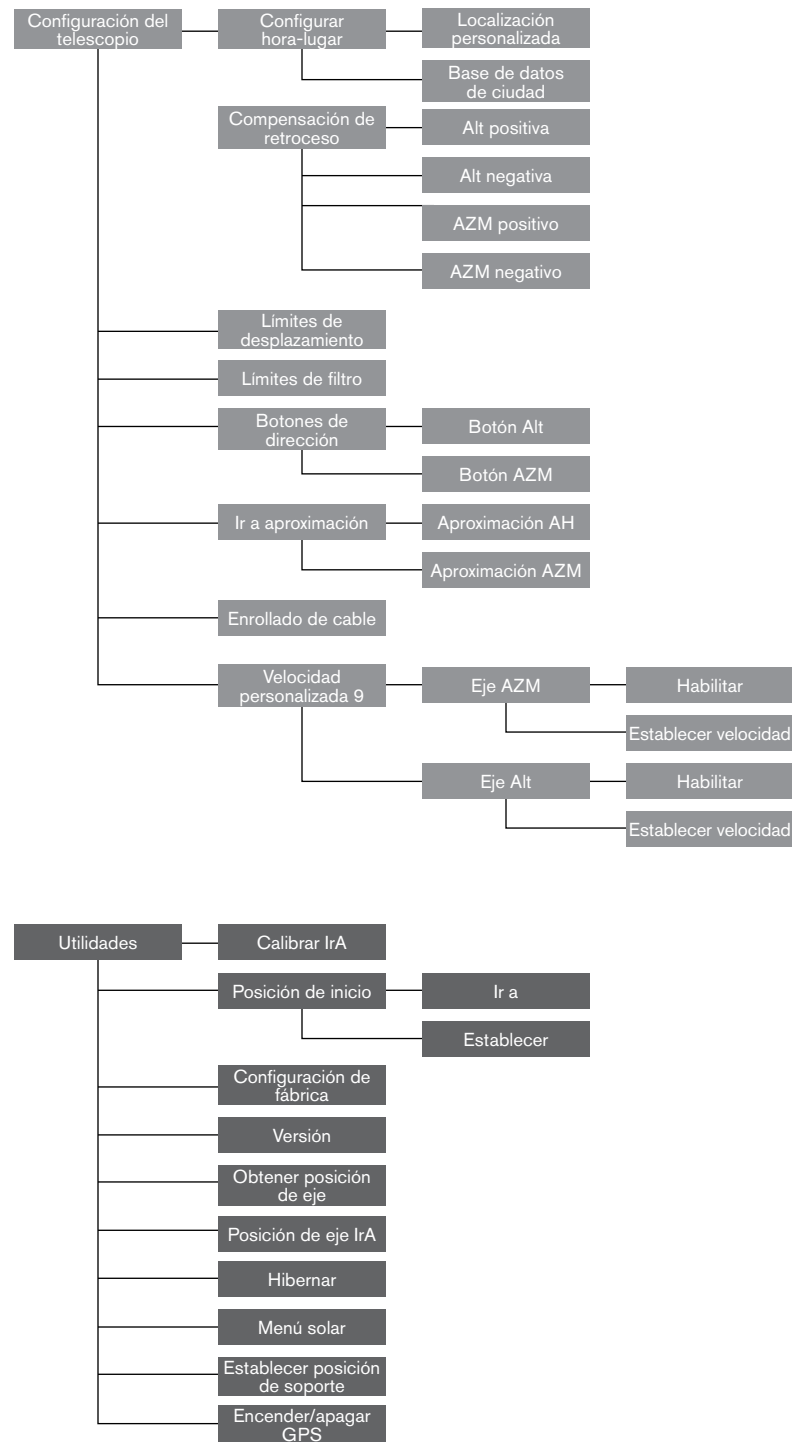 Configuración del
telescopio
Configurar
hora-lugar
Localización
personalizada
Base de datos
de ciudad
Compensación de
retroceso
Alt positiva
Alt negativa
AZM positivo
AZM negativo
Límites de
desplazamiento
Límites de filtro
Botones de
dirección
Botón Alt
Botón AZM
Ir a aproximación
Aproximación AH
Aproximación AZM
Enrollado de cable
Velocidad
personalizada 9
Eje AZM
Habilitar
Establecer velocidad
Eje Alt
Habilitar
Establecer velocidad
Utilidades
Calibrar IrA
Posición de inicio
Ir a
Establecer
Configuración de
fábrica
Versión
Obtener posición
de eje
Posición de eje IrA
Hibernar
Menú solar
Establecer posición
de soporte
Encender/apagar
GPS